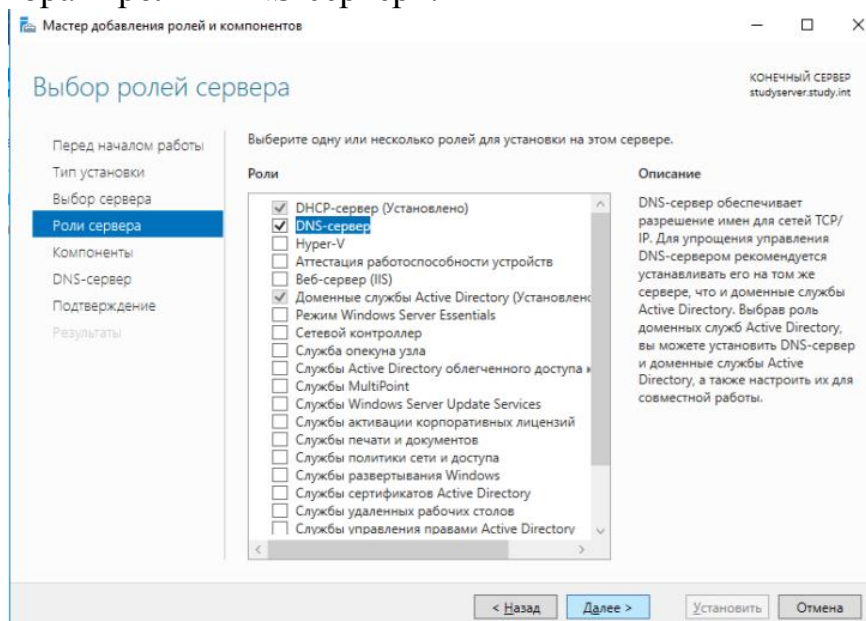 Мастер добавления ролей и компонентов
Выбор ролей сервера
КОНЕЧНЫЙ СЕРВЕР
studyserver.study.int
Перед началом работы
Тип установки
Выбор сервера
Роли сервера
Компоненты
DNS-сервер
Подтверждение
Результаты
Выберите одну или несколько ролей для установки на этом сервере.
Роли
DHCP-сервер (Установлено)
DNS-сервер
Hyper-V
Аттестация работоспособности устройств
Веб-сервер (IIS)
Доменные службы Active Directory (Установлено
Режим Windows Server Essentials
Сетевой контроллер
Служба опекуна узла
Службы Active Directory облегченного доступа к
Службы MultiPoint
Службы Windows Server Update Services
Службы активации корпоративных лицензий
Службы печати и документов
Службы политики сети и доступа
Службы развертывания Windows
Службы сертификатов Active Directory
Службы удаленных рабочих столов
Службы управления правами Active Directory
Описание
DNS-сервер обеспечивает
разрешение имен для сетей TCP/
IP. Для упрощения управления
DNS-сервером рекомендуется
устанавливать его на том же
сервере, что и доменные службы
Active Directory. Выбрав роль
доменных служб Active Directory,
вы можете установить DNS-сервер
и доменные службы Active
Directory, а также настроить их для
совместной работы.
< Назад
Далее >
Установить
Отмена